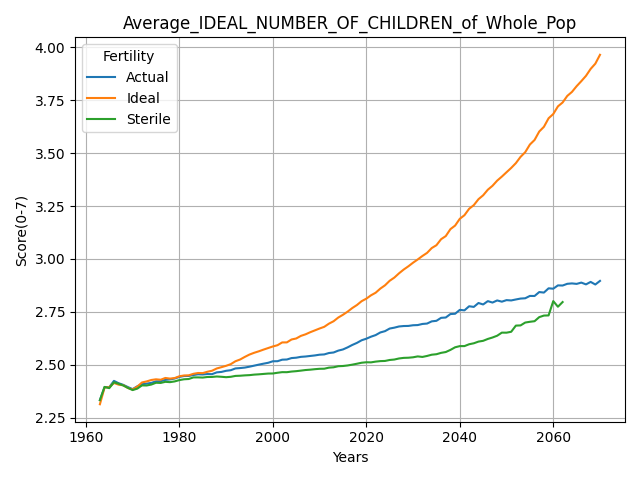 Average_IDEAL_NUMBER_OF_CHILDREN_of_Whole_Pop
4.00
3.75
3.50
3.25
3.00
2.75
2.50
2.25
Score(0-7)
Fertility
Actual
Ideal
Sterile
1960
1980
2000
2020
2040
2060
Years